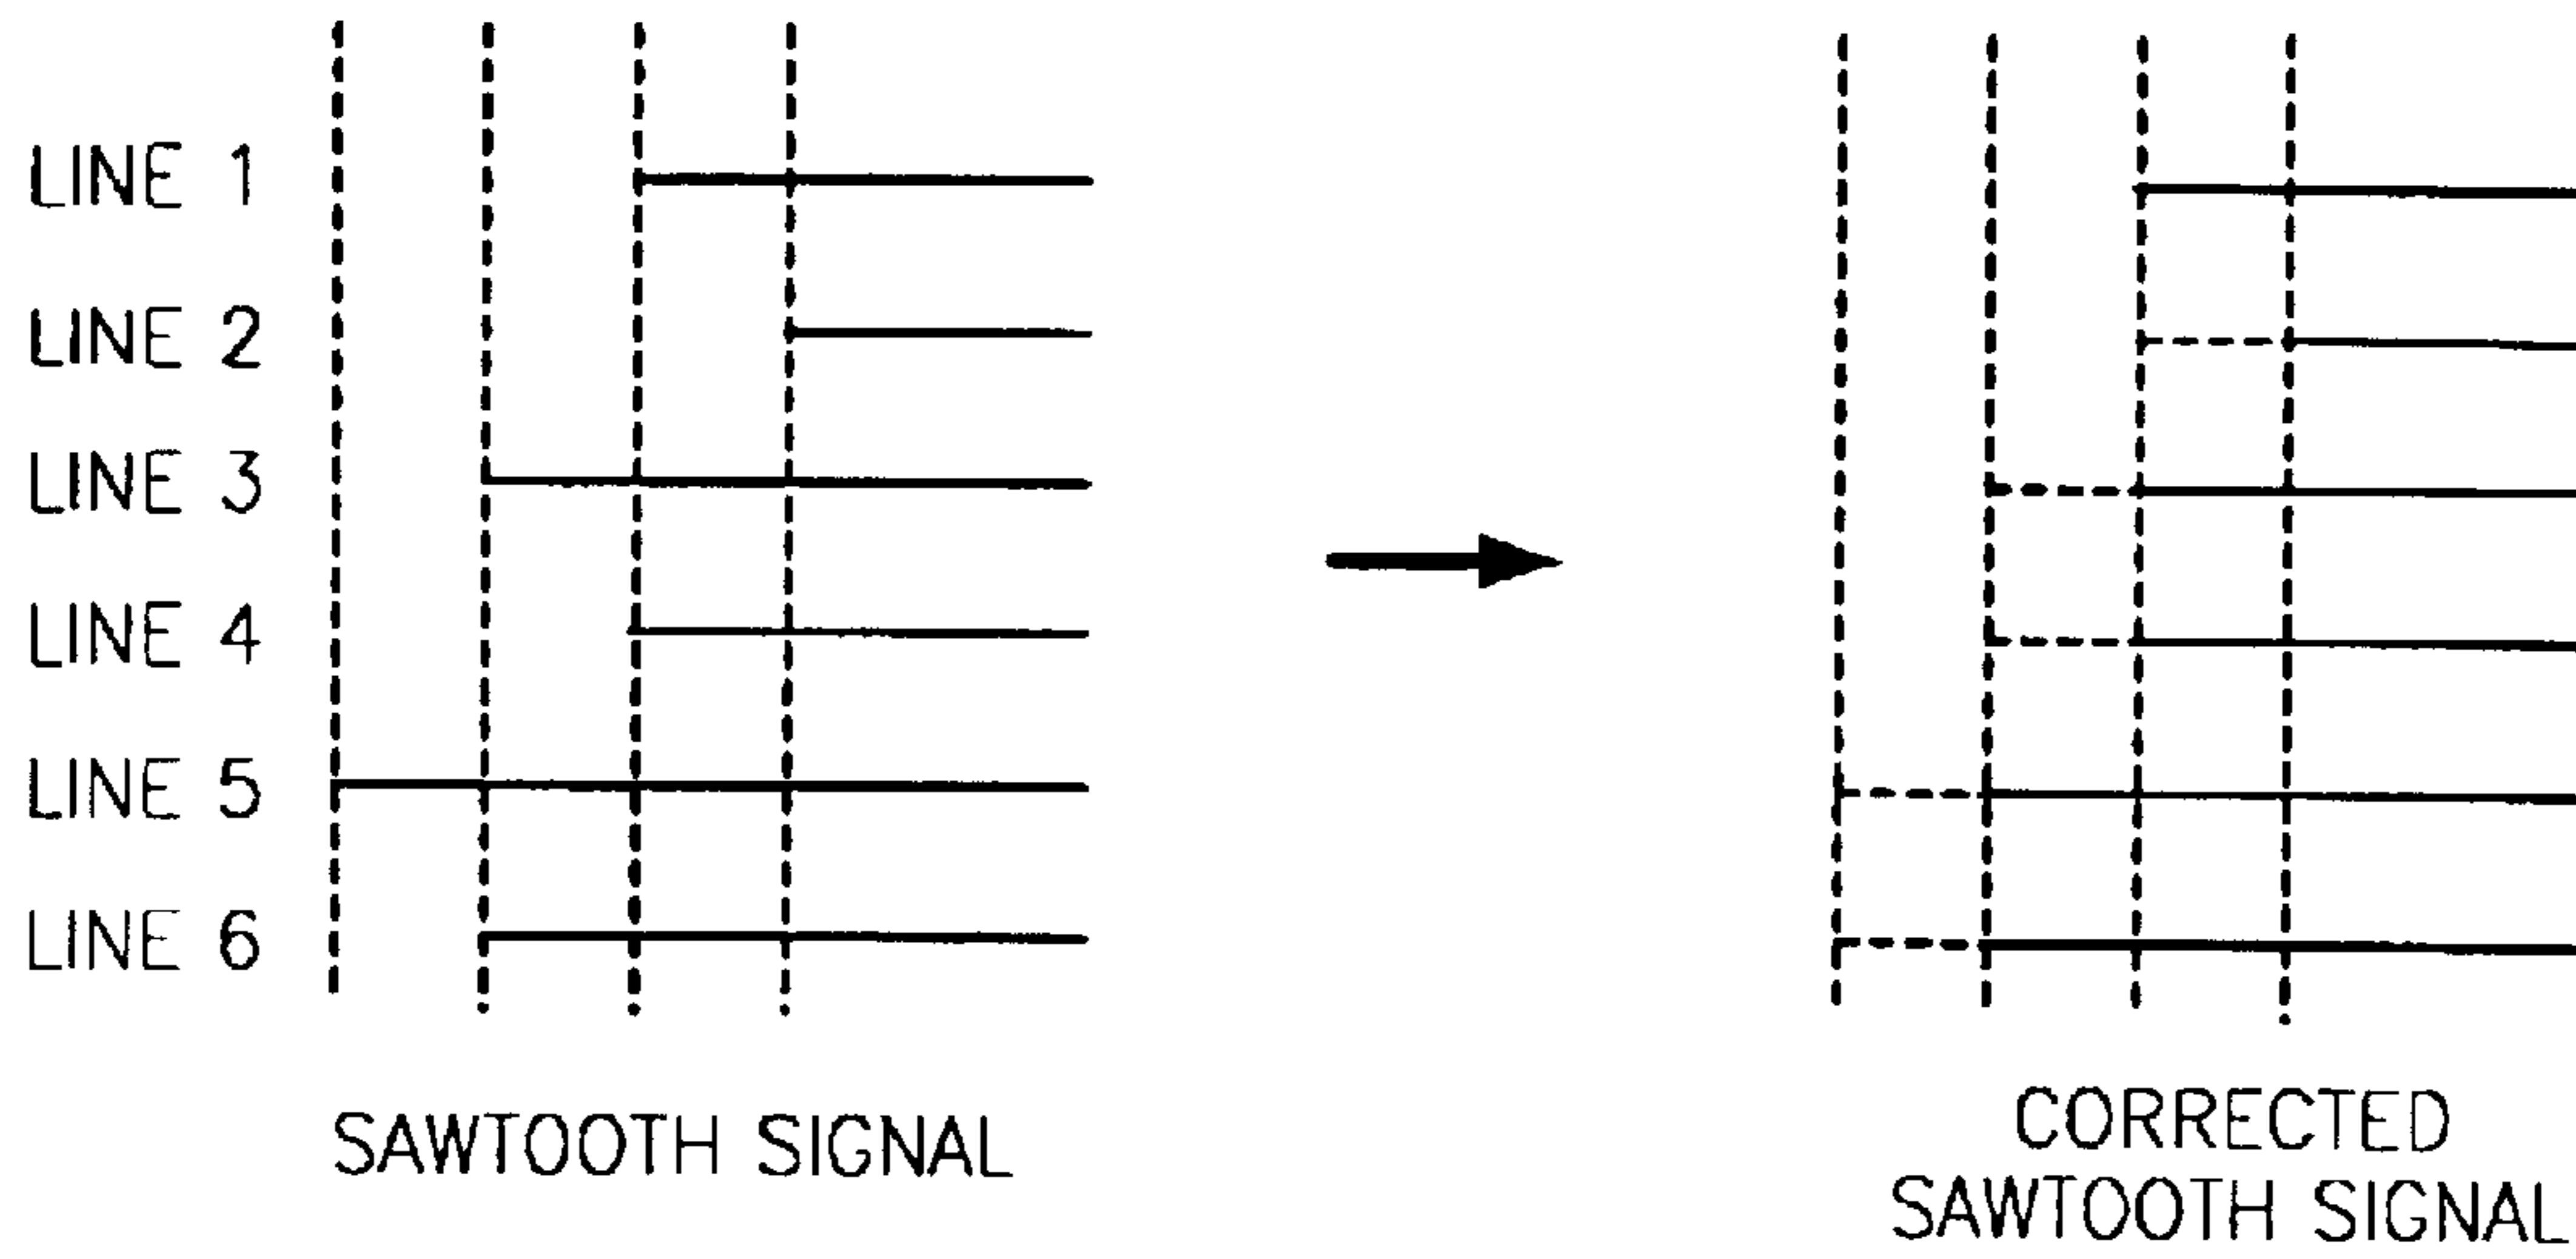 LINE 1
LINE 2
LINE 3
LINE 4
LINE 5
LINE 6
SAWTOOTH SIGNAL
CORRECTED
SAWTOOTH SIGNAL